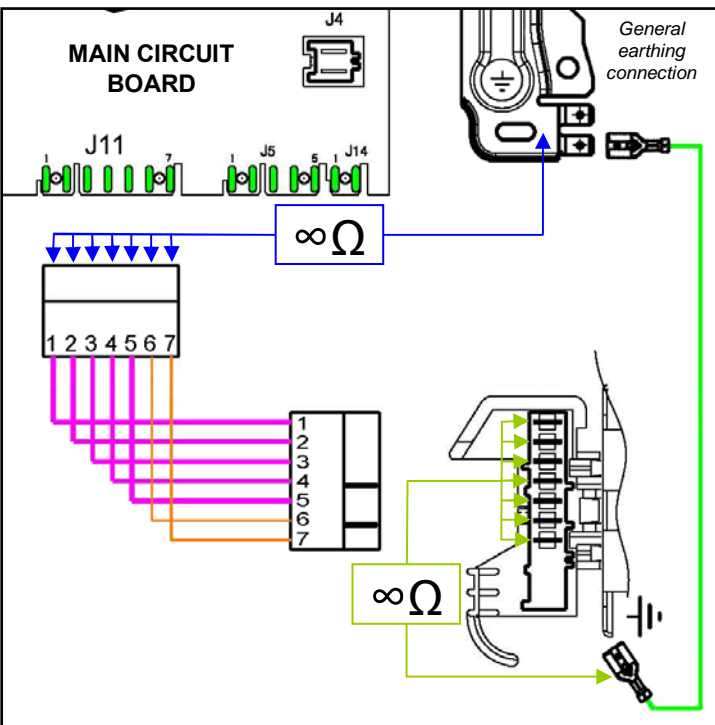 J4
MAIN CIRCUIT
BOARD
General
earthing
connection
J11
1 7
J5
1 5
J14
1
∞Ω
1 2 3 4 5 6 7
1
2
3
4
5
6
7
∞Ω